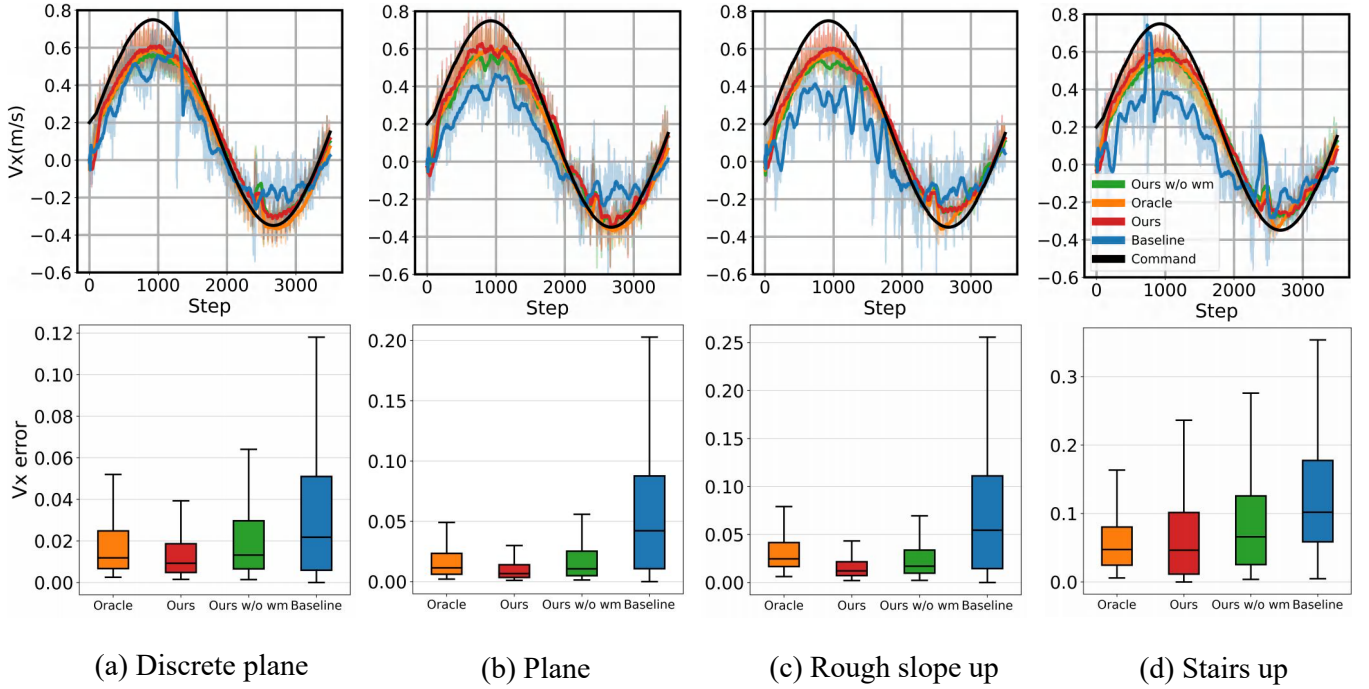 Vx(m/s)
0.8
0.6
0.4
0.2
0.0
−0.2
−0.4
−0.6
0 1000 2000 3000
Step
0.8
0.6
0.4
0.2
0.0
−0.2
−0.4
−0.6
0 1000 2000 3000
Step
0.8
0.6
0.4
0.2
0.0
−0.2
−0.4
−0.6
0 1000 2000 3000
Step
0.8
0.6
0.4
0.2
0.0
−0.2
−0.4
−0.6
Ours w/o wm
Oracle
Ours
Baseline
Command
0 1000 2000 3000
Step
Vx error
0.12
0.10
0.08
0.06
0.04
0.02
0.00
Oracle Ours Ours w/o wm Baseline
0.20
0.15
0.10
0.05
0.00
Oracle Ours Ours w/o wm Baseline
0.25
0.20
0.15
0.10
0.05
0.00
Oracle Ours Ours w/o wm Baseline
0.3
0.2
0.1
0.0
Oracle Ours Ours w/o wm Baseline
(a) Discrete plane
(b) Plane
(c) Rough slope up
(d) Stairs up